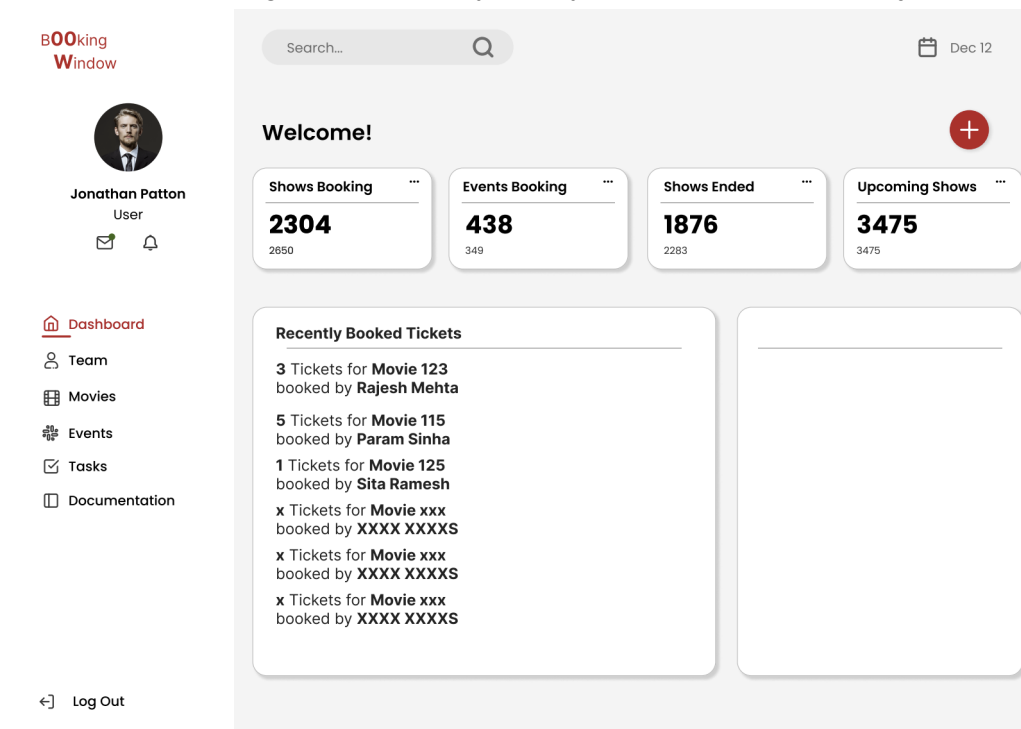 B00king
Window
Search...
Dec 12
Jonathan Patton
User
Dashboard
Team
Movies
Events
Tasks
Documentation
Log Out
Welcome!
Shows Booking ...
2304
2650
Events Booking ...
438
349
Shows Ended ...
1876
2283
Upcoming Shows ...
3475
3475
Recently Booked Tickets
3 Tickets for Movie 123
booked by Rajesh Mehta
5 Tickets for Movie 115
booked by Param Sinha
1 Tickets for Movie 125
booked by Sita Ramesh
x Tickets for Movie xxx
booked by XXXX XXXXS
x Tickets for Movie xxx
booked by XXXX XXXXS
x Tickets for Movie xxx
booked by XXXX XXXXS